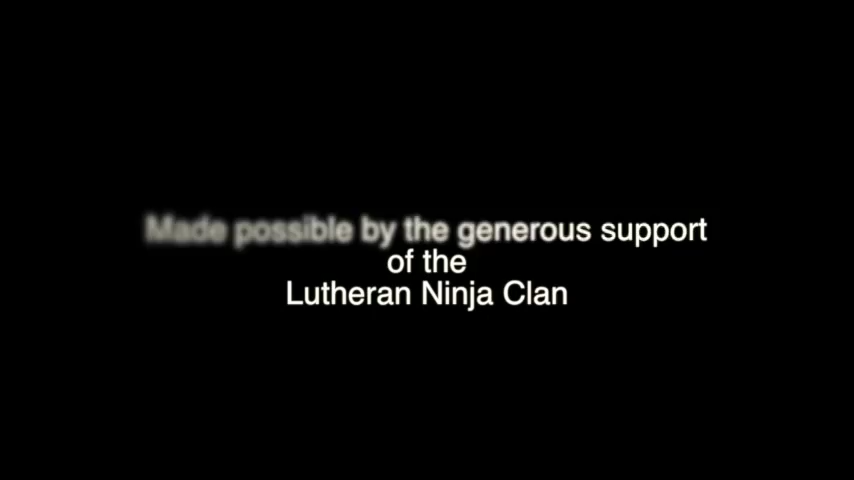 Made possible by the generous support
of the
Lutheran Ninja Clan